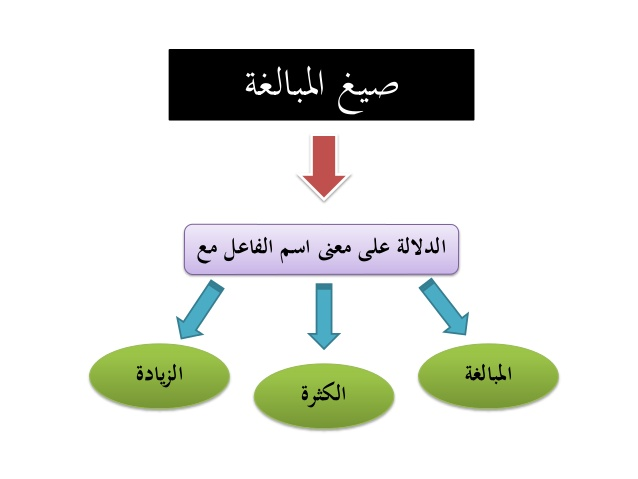 صيغ المبالغة
الدلالة على معنى اسم الفاعل مع
المبالغة
الكثرة
الزيادة